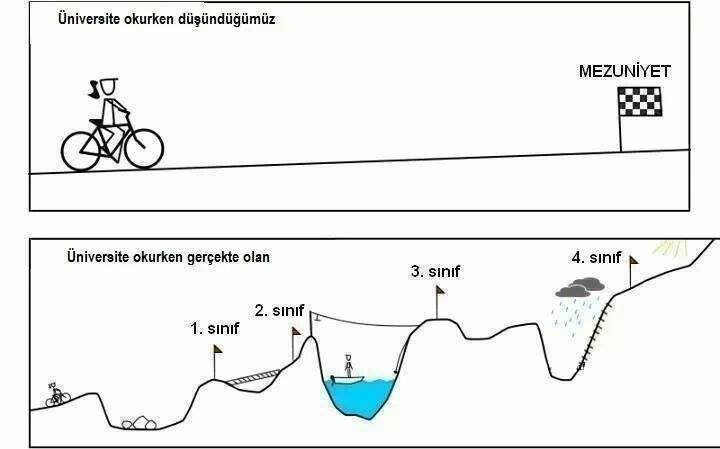 Üniversite okurken düşündüğümüz
MEZUNİYET
Üniversite okurken gerçekte olan
1. sınıf
2. sınıf
3. sınıf
4. sınıf